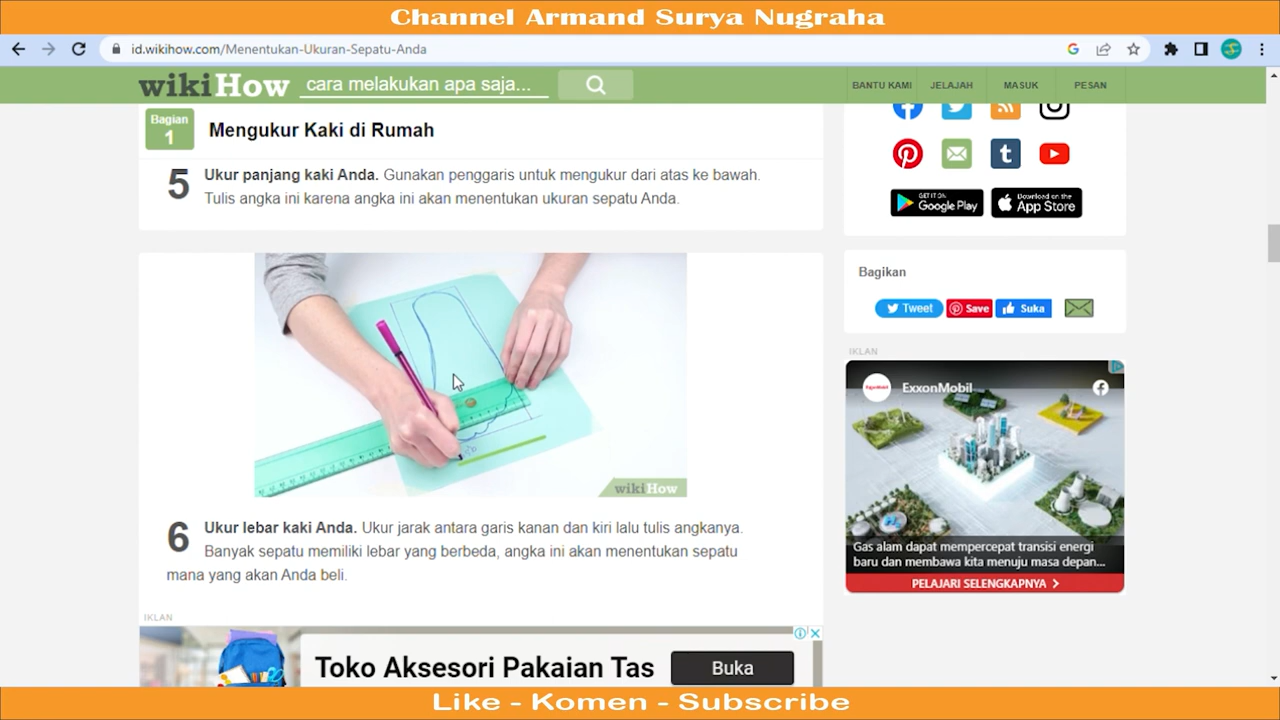 Channel Armand Surya Nugraha
id.wikihow.com/Menentukan-Ukuran-Sepatu-Anda
wikiHow
cara melakukan apa saja...
BANTU KAMI
JELAJAH
MASUK
PESAN
Bagian
1
Mengukur Kaki di Rumah
5
Ukur panjang kaki Anda. Gunakan penggaris untuk mengukur dari atas ke bawah.
Tulis angka ini karena angka ini akan menentukan ukuran sepatu Anda.
wikiHow
6
Ukur lebar kaki Anda. Ukur jarak antara garis kanan dan kiri lalu tulis angkanya.
Banyak sepatu memiliki lebar yang berbeda, angka ini akan menentukan sepatu
mana yang akan Anda beli.
IKLAN
Toko Aksesori Pakaian Tas
Buka
GET IT ON
Google Play
Download on the
App Store
Bagikan
Tweet
Save
Suka
IKLAN
ExxonMobil
ExxonMobil
Gas alam dapat mempercepat transisi energi
baru dan membawa kita menuju masa depan...
PELAJARI SELENGKAPNYA
Like - Komen - Subscribe